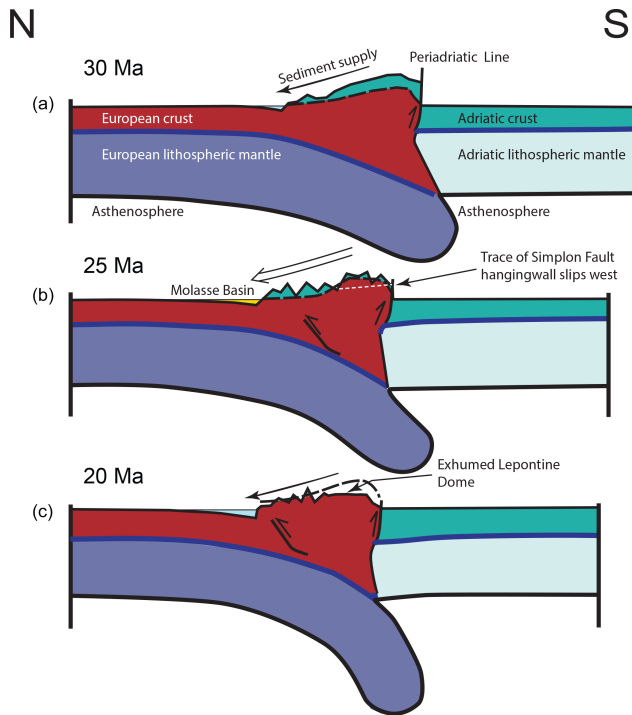 N
S
30 Ma
Sediment supply
Periadriatic Line
(a)
European crust
Adriatic crust
European lithospheric mantle
Adriatic lithospheric mantle
Asthenosphere
Asthenosphere
25 Ma
Trace of Simplon Fault
hangingwall slips west
Molasse Basin
(b)
20 Ma
Exhumed Lepontine
Dome
(c)